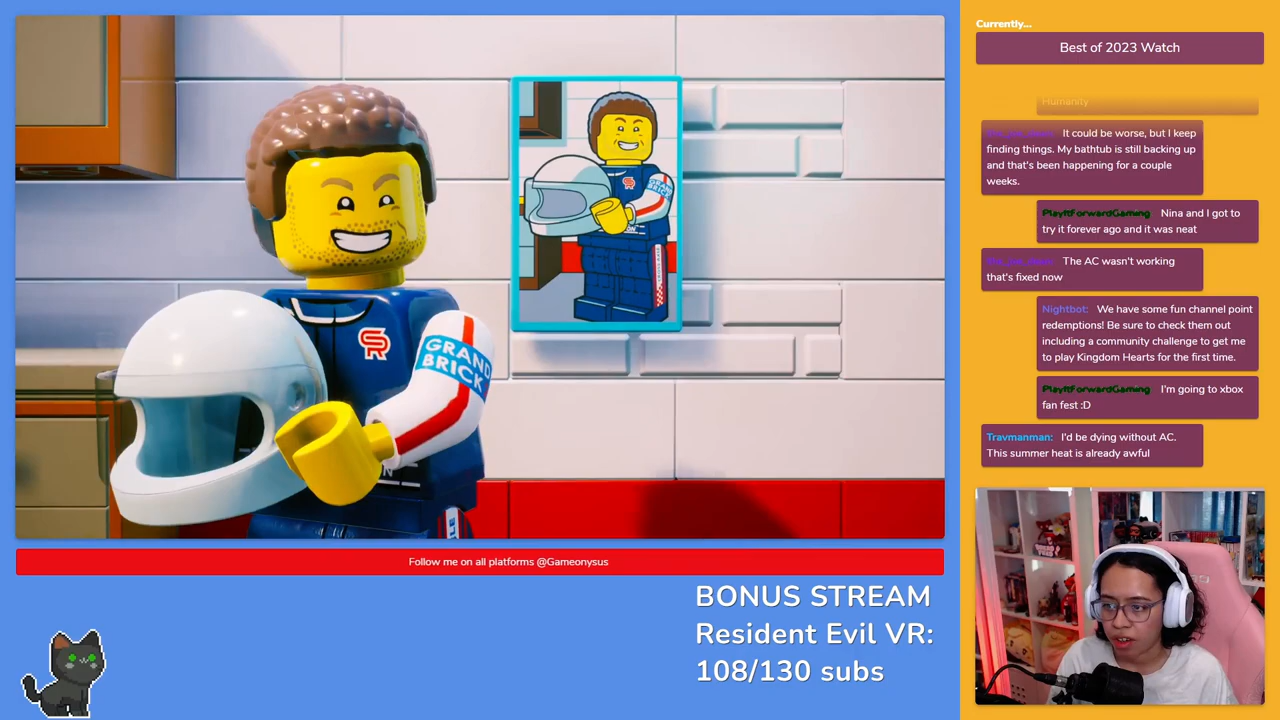 GRAND
BRICK
GRAND
BRICK
Follow me on all platforms @Gameonysus
BONUS STREAM
Resident Evil VR:
108/130 subs
Currently...
Best of 2023 Watch
Humanity
It could be worse, but I keep
finding things. My bathtub is still backing up
and that's been happening for a couple
weeks.
PlayItForwardGaming Nina and I got to
try it forever ago and it was neat
The AC wasn't working
that's fixed now
Nightbot: We have some fun channel point
redemptions! Be sure to check them out
including a community challenge to get me
to play Kingdom Hearts for the first time.
PlayItForwardGaming I'm going to xbox
fan fest :D
Travmanman: I'd be dying without AC.
This summer heat is already awful